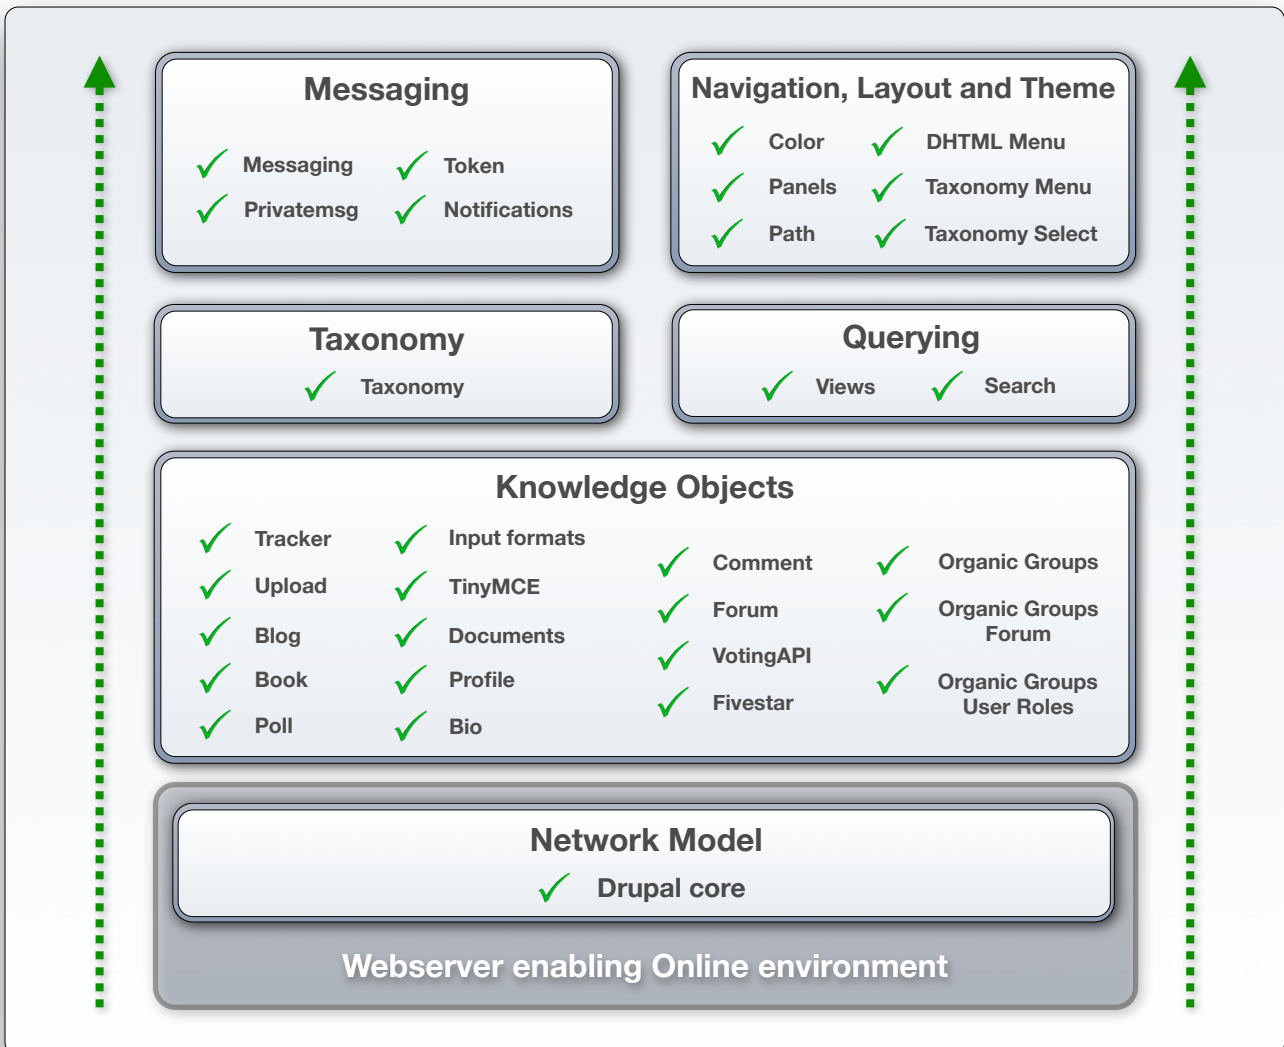 Messaging
Messaging
Token
Privatemsg
Notifications
Navigation, Layout and Theme
Color
DHTML Menu
Panels
Taxonomy Menu
Path
Taxonomy Select
Taxonomy
Taxonomy
Querying
Views
Search
Knowledge Objects
Tracker
Upload
Blog
Book
Poll
Input formats
TinyMCE
Documents
Profile
Bio
Comment
Forum
VotingAPI
Fivestar
Organic Groups
Organic Groups
Forum
Organic Groups
User Roles
Network Model
Drupal core
Webserver enabling Online environment